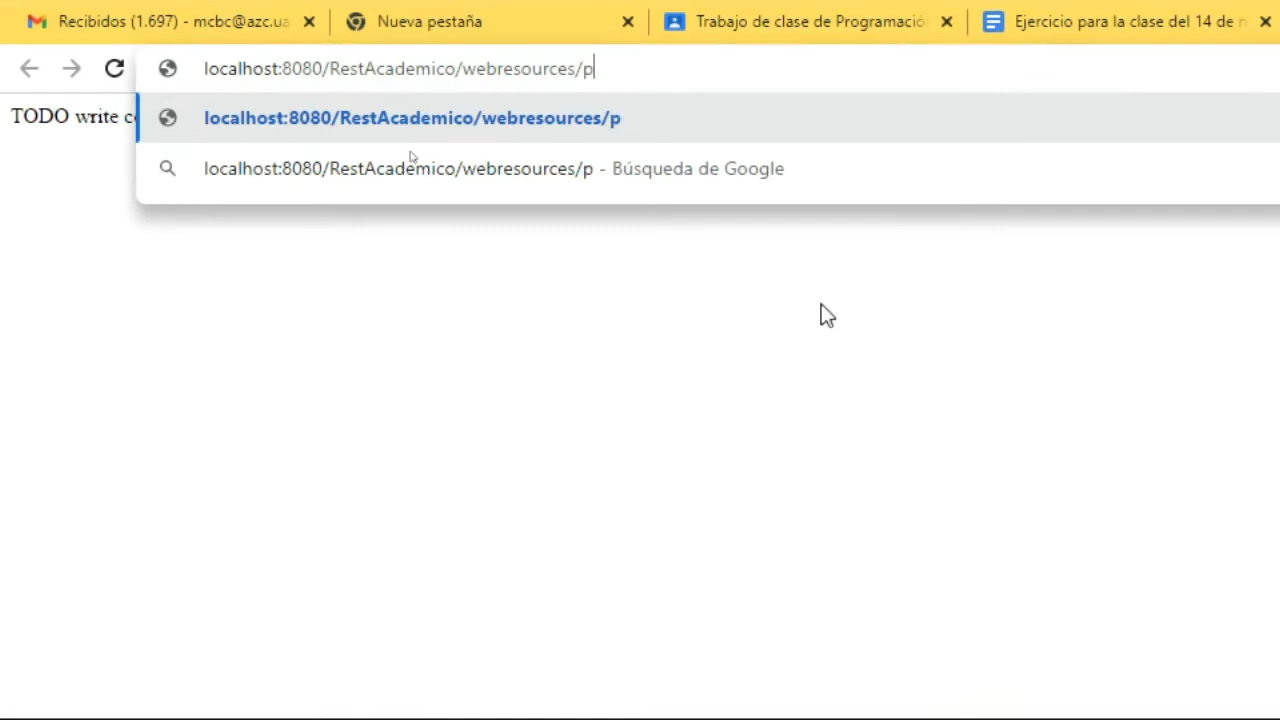 Recibidos (1.697) - mcbc@azc.ua
Nueva pestaña
Trabajo de clase de Programació
Ejercicio para la clase del 14 de
localhost:8080/RestAcademico/webresources/p
TODO write
localhost:8080/RestAcademico/webresources/p
localhost:8080/RestAcademico/webresources/p - Búsqueda de Google